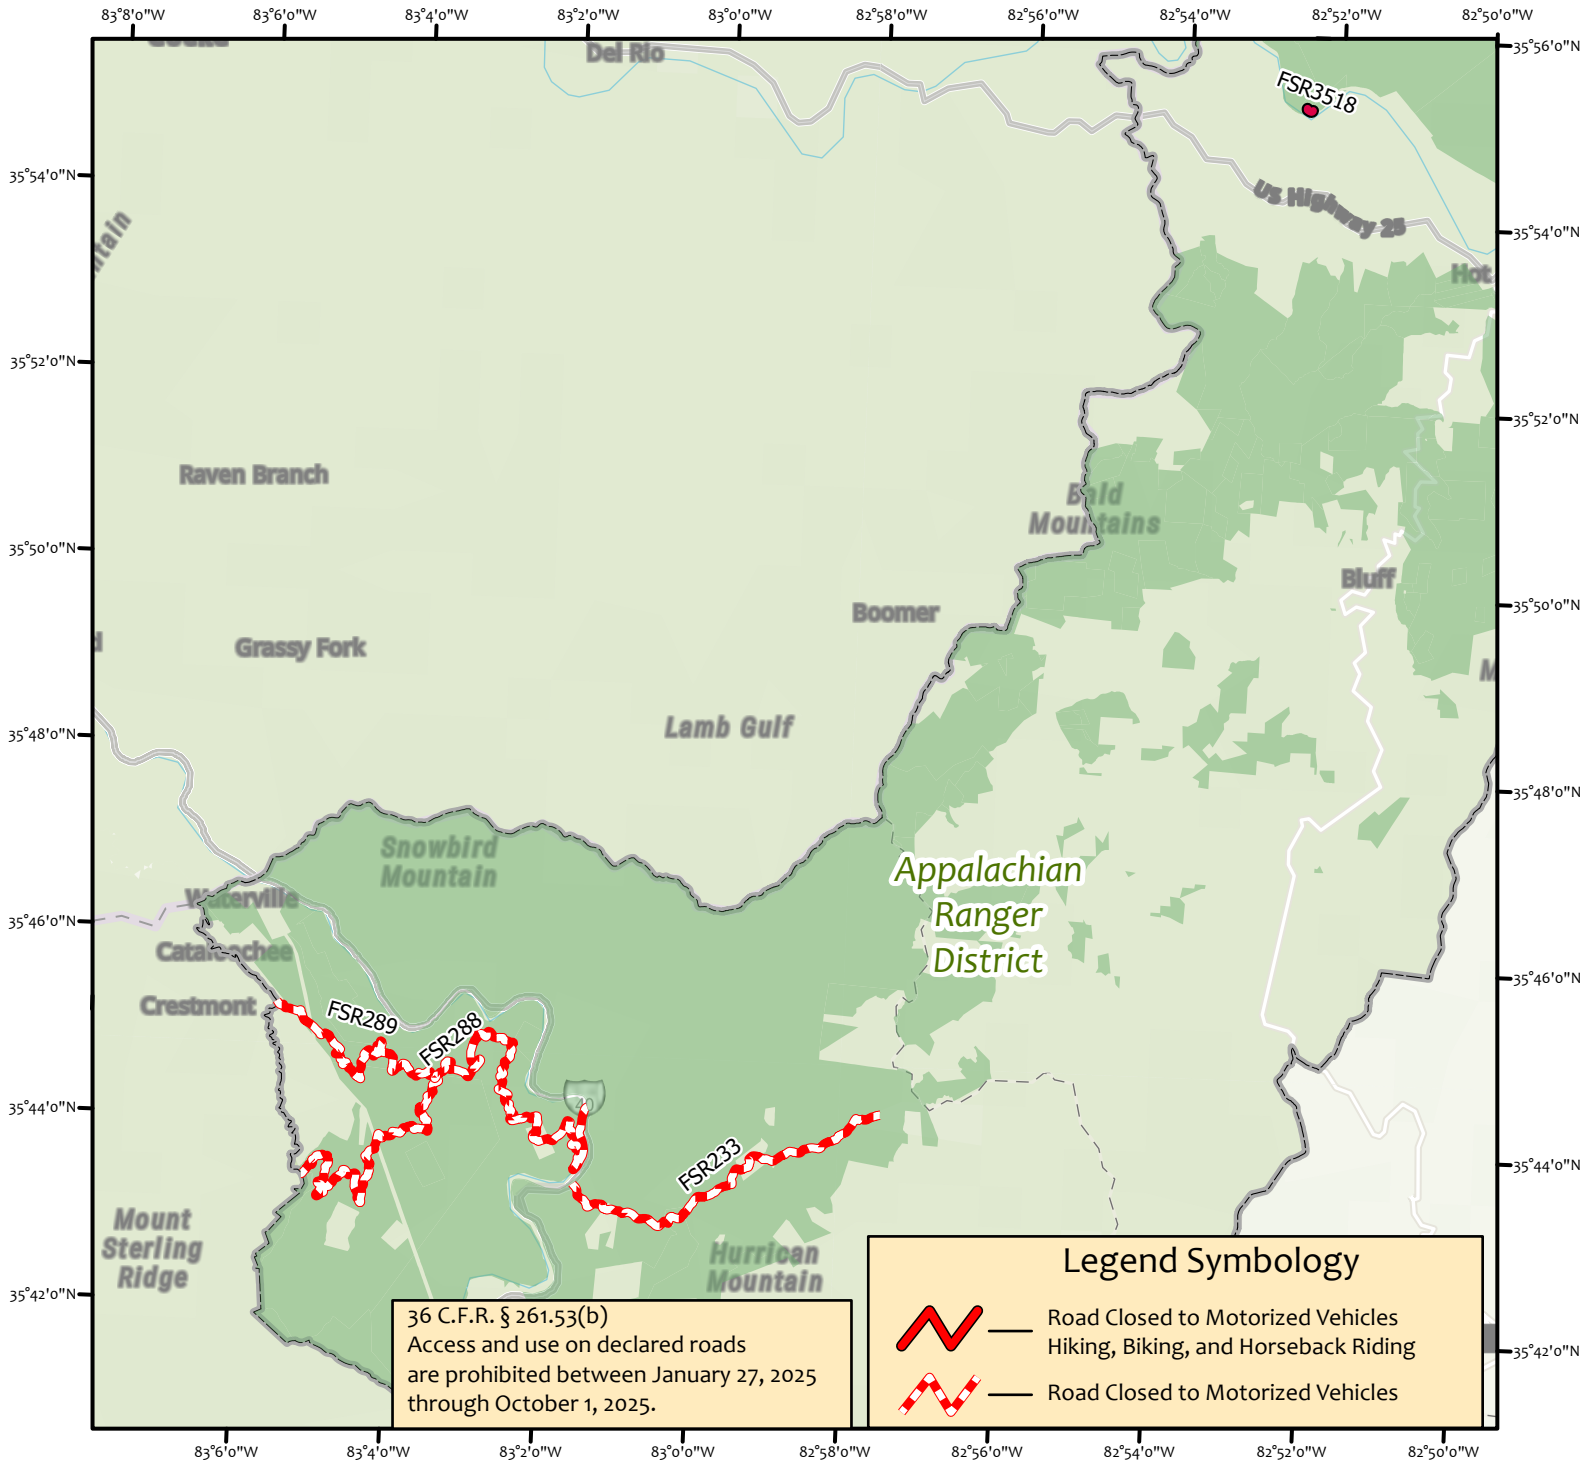 83°8'0"W 83°6'0"W 83°4'0"W 83°2'0"W 83°0'0"W 82°58'0"W 82°56'0"W 82°54'0"W 82°52'0"W 82°50'0"W
35°56'0"N
Del Rio
FSR3518
35°54'0"N
US Highway 25
35°54'0"N
Hot
35°52'0"N
35°52'0"N
Raven Branch
Bald
Mountains
35°50'0"N
Bluff
35°50'0"N
Boomer
Grassy Fork
Lamb Gulf
35°48'0"N
35°48'0"N
Snowbird
Mountain
Appalachian
Ranger
District
Waterville
35°46'0"N
Cataloochee
35°46'0"N
Crestmont
FSR289
FSR288
40
35°44'0"N
FSR233
35°44'0"N
Mount
Sterling
Ridge
Hurrican
Mountain
35°42'0"N
35°42'0"N
36 C.F.R. § 261.53(b)
Access and use on declared roads
are prohibited between January 27, 2025
through October 1, 2025.
Legend Symbology
Road Closed to Motorized Vehicles
Hiking, Biking, and Horseback Riding
Road Closed to Motorized Vehicles
83°6'0"W 83°4'0"W 83°2'0"W 83°0'0"W 82°58'0"W 82°56'0"W 82°54'0"W 82°52'0"W 82°50'0"W